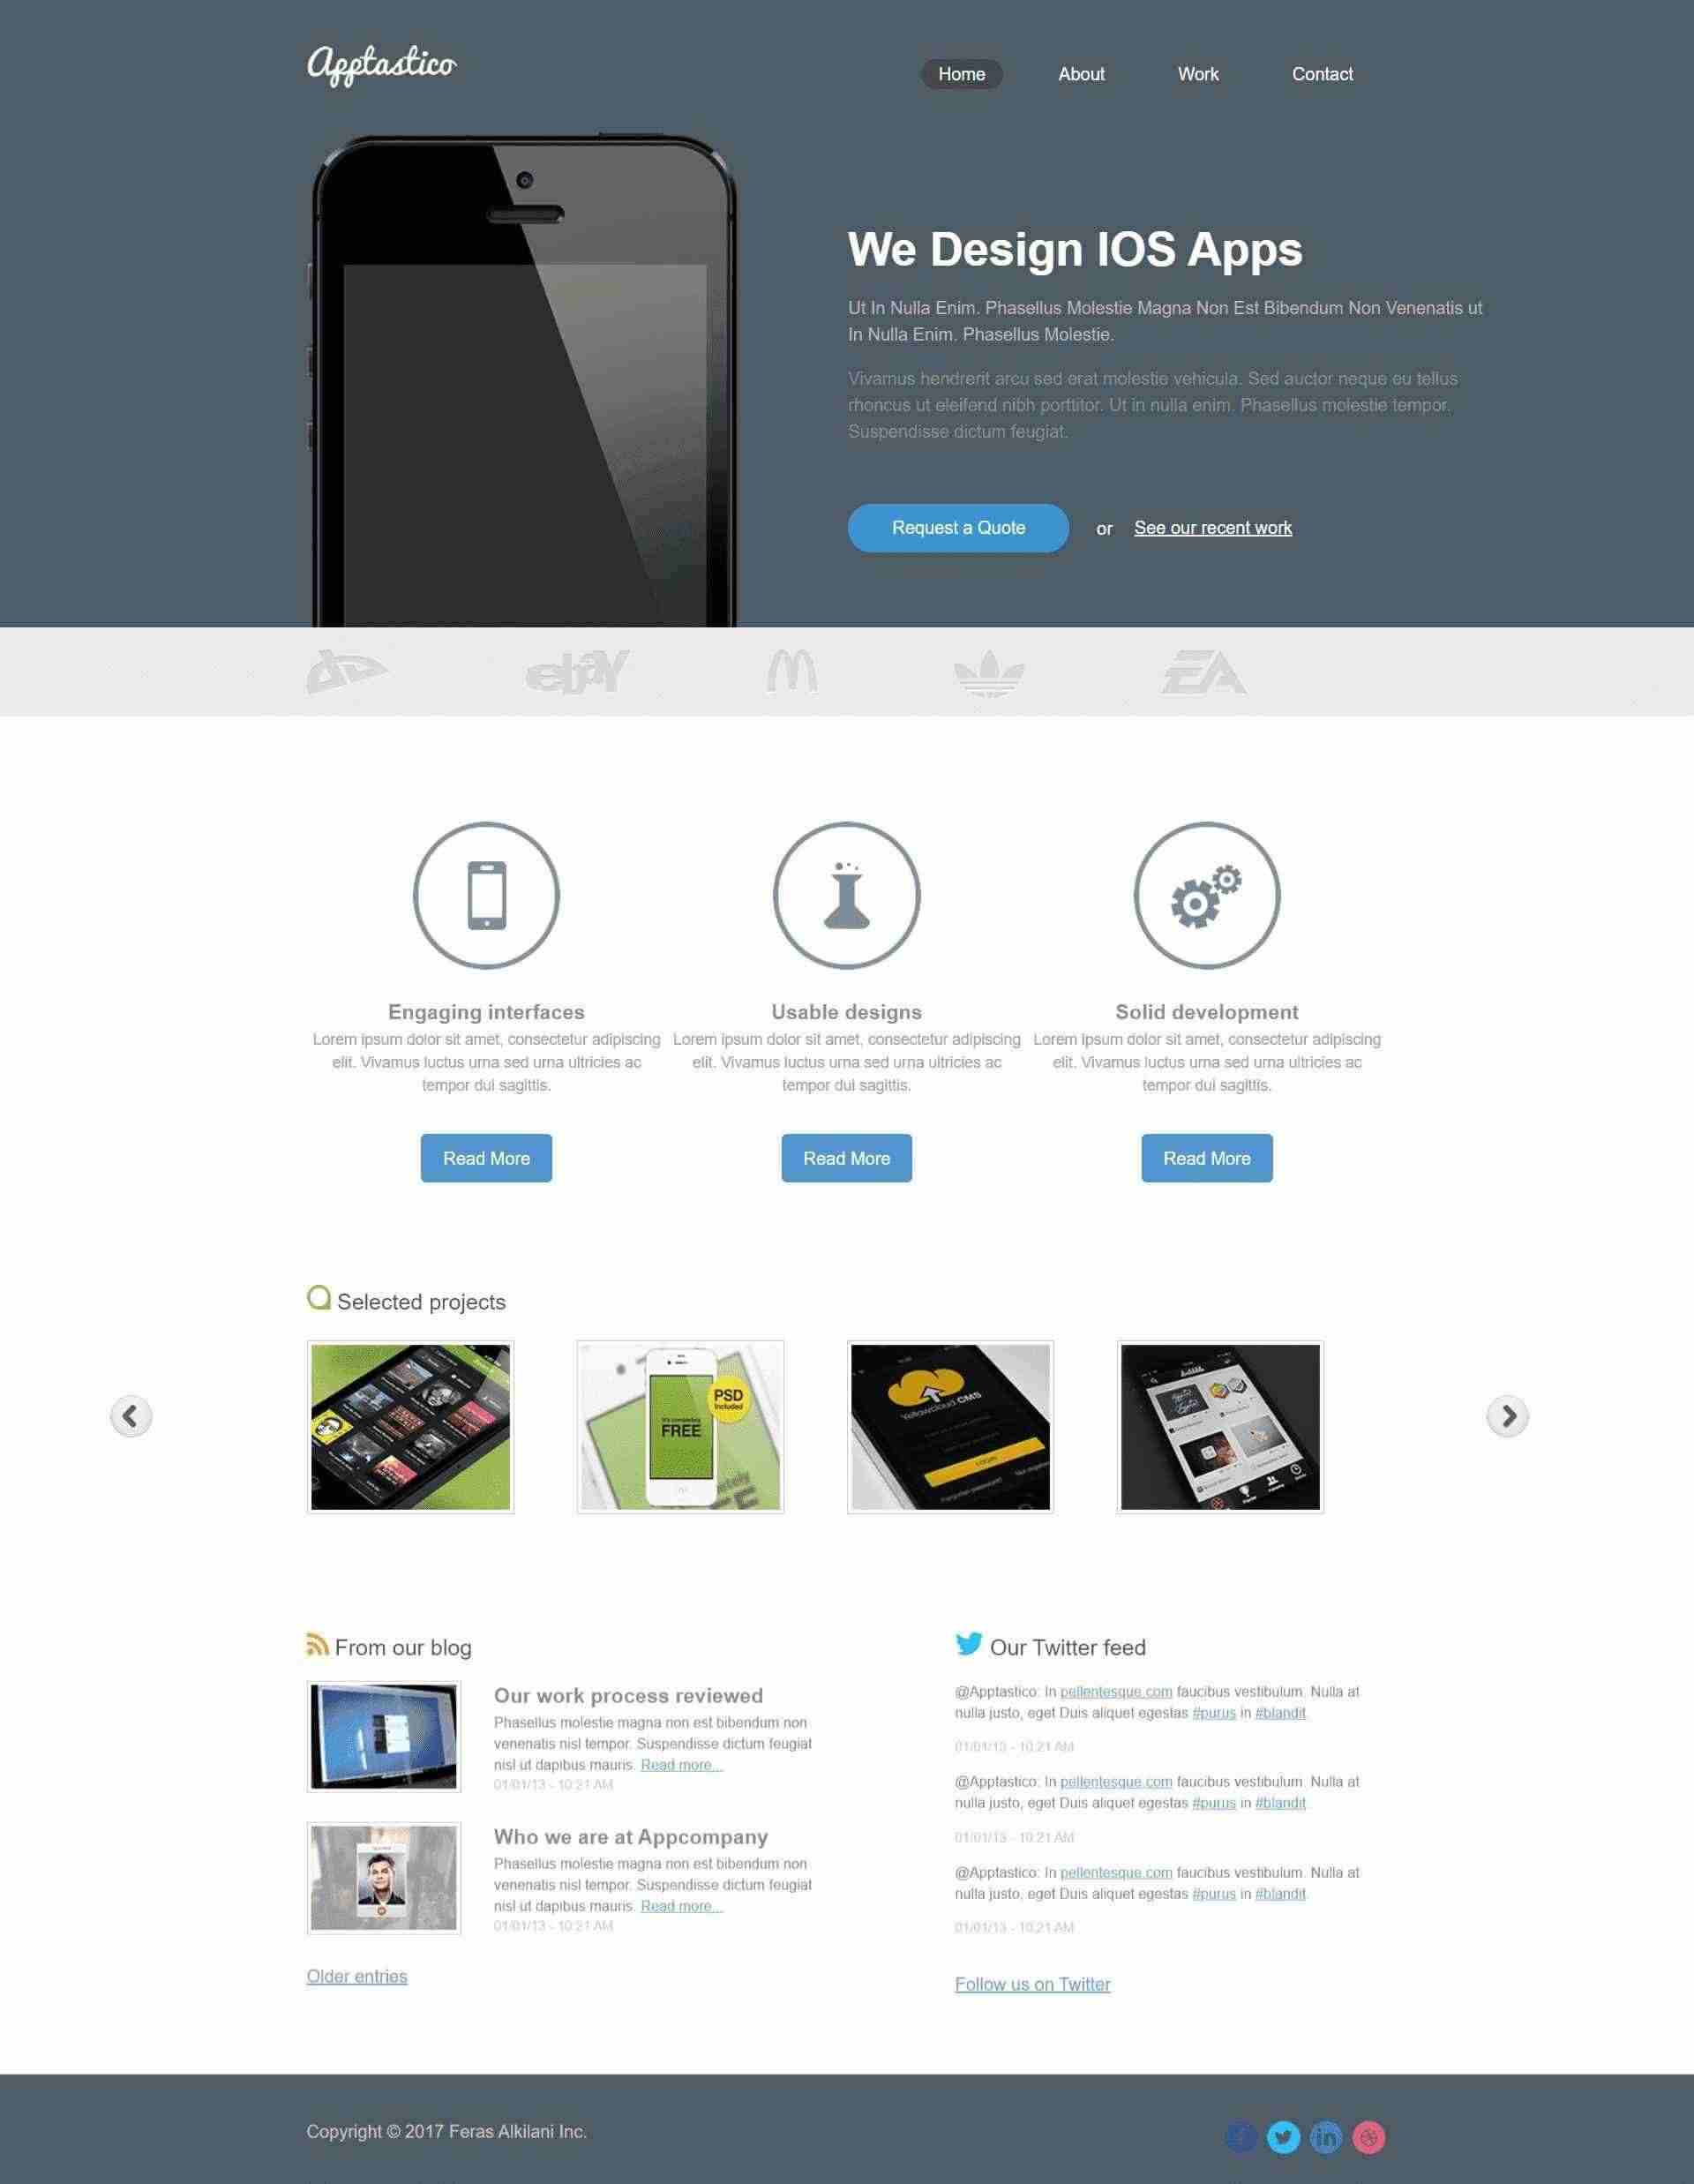 Apptastico
Home About Work Contact
We Design IOS Apps
Ut In Nulla Enim. Phasellus Molestie Magna Non Est Bibendum Non Venenatis ut
In Nulla Enim. Phasellus Molestie.
Vivamus hendrerit arcu sed erat molestie vehicula. Sed auctor neque eu tellus
rhoncus ut eleifend nibh porttitor. Ut in nulla enim. Phasellus molestie tempor.
Suspendisse dictum feugiat.
Request a Quote or See our recent work
ebay
EA
Engaging interfaces
Lorem ipsum dolor sit amet, consectetur adipiscing
elit. Vivamus luctus urna sed urna ultricies ac
tempor dui sagittis.
Read More
Usable designs
Lorem ipsum dolor sit amet, consectetur adipiscing
elit. Vivamus luctus urna sed urna ultricies ac
tempor dui sagittis.
Read More
Solid development
Lorem ipsum dolor sit amet, consectetur adipiscing
elit. Vivamus luctus urna sed urna ultricies ac
tempor dui sagittis.
Read More
Selected projects
PSD
Included
It's completely
FREE
Yellowcloud CMS
LOGIN
From our blog
Our work process reviewed
Phasellus molestie magna non est bibendum non
venenatis nisl tempor. Suspendisse dictum feugiat
nisl ut dapibus mauris. Read more...
01/01/13 - 10:21 AM
Who we are at Appcompany
Phasellus molestie magna non est bibendum non
venenatis nisl tempor. Suspendisse dictum feugiat
nisl ut dapibus mauris. Read more...
01/01/13 - 10:21 AM
Older entries
Our Twitter feed
@Apptastico: In pellentesque.com faucibus vestibulum. Nulla at
nulla justo, eget Duis aliquet egestas #purus in #blandit
01/01/13 - 10.21 AM
@Apptastico: In pellentesque.com faucibus vestibulum. Nulla at
nulla justo, eget Duis aliquet egestas #purus in #blandit
01/01/13 - 10.21 AM
@Apptastico: In pellentesque.com faucibus vestibulum. Nulla at
nulla justo, eget Duis aliquet egestas #purus in #blandit
01/01/13 - 10.21 AM
Follow us on Twitter
Copyright © 2017 Feras Alkilani Inc.